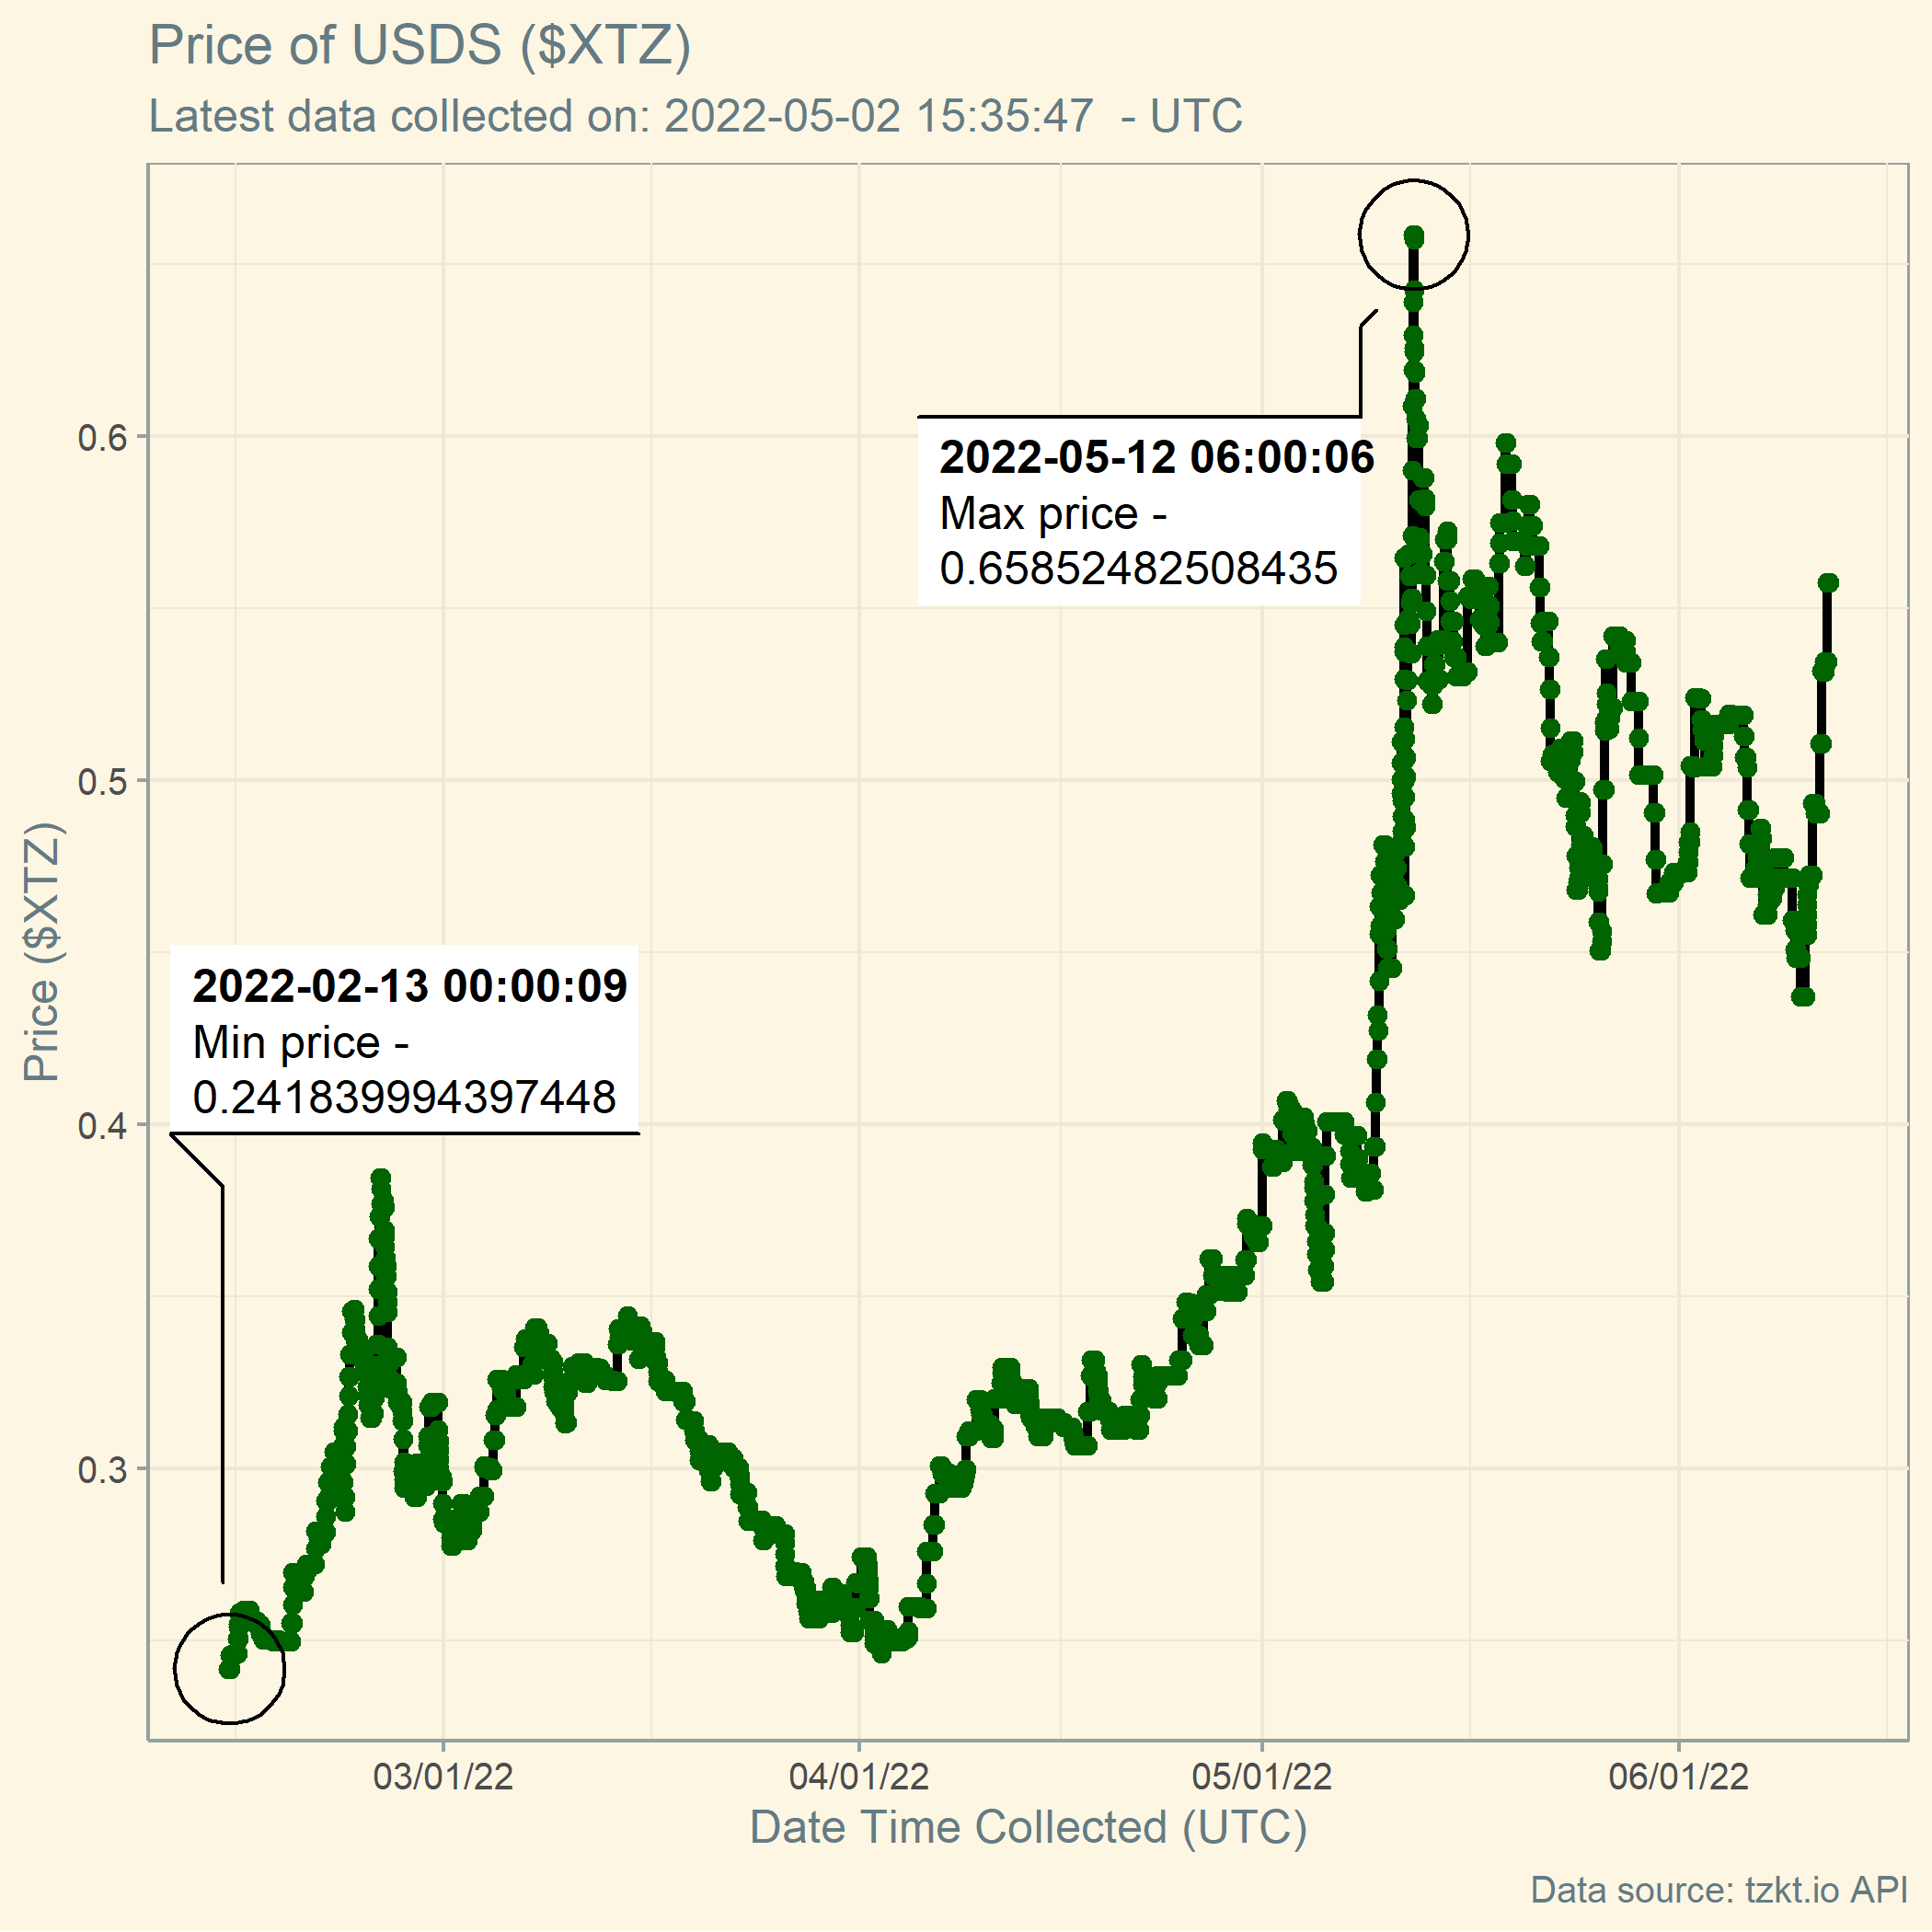 Price of USDS ($XTZ)
Latest data collected on: 2022-05-02 15:35:47  - UTC
2022-05-12 06:00:06
Max price -
0.65852482508435
2022-02-13 00:00:09
Min price -
0.241839994397448
Price ($XTZ)
0.6
0.5
0.4
0.3
03/01/22 04/01/22 05/01/22 06/01/22
Date Time Collected (UTC)
Data source: tzkt.io API